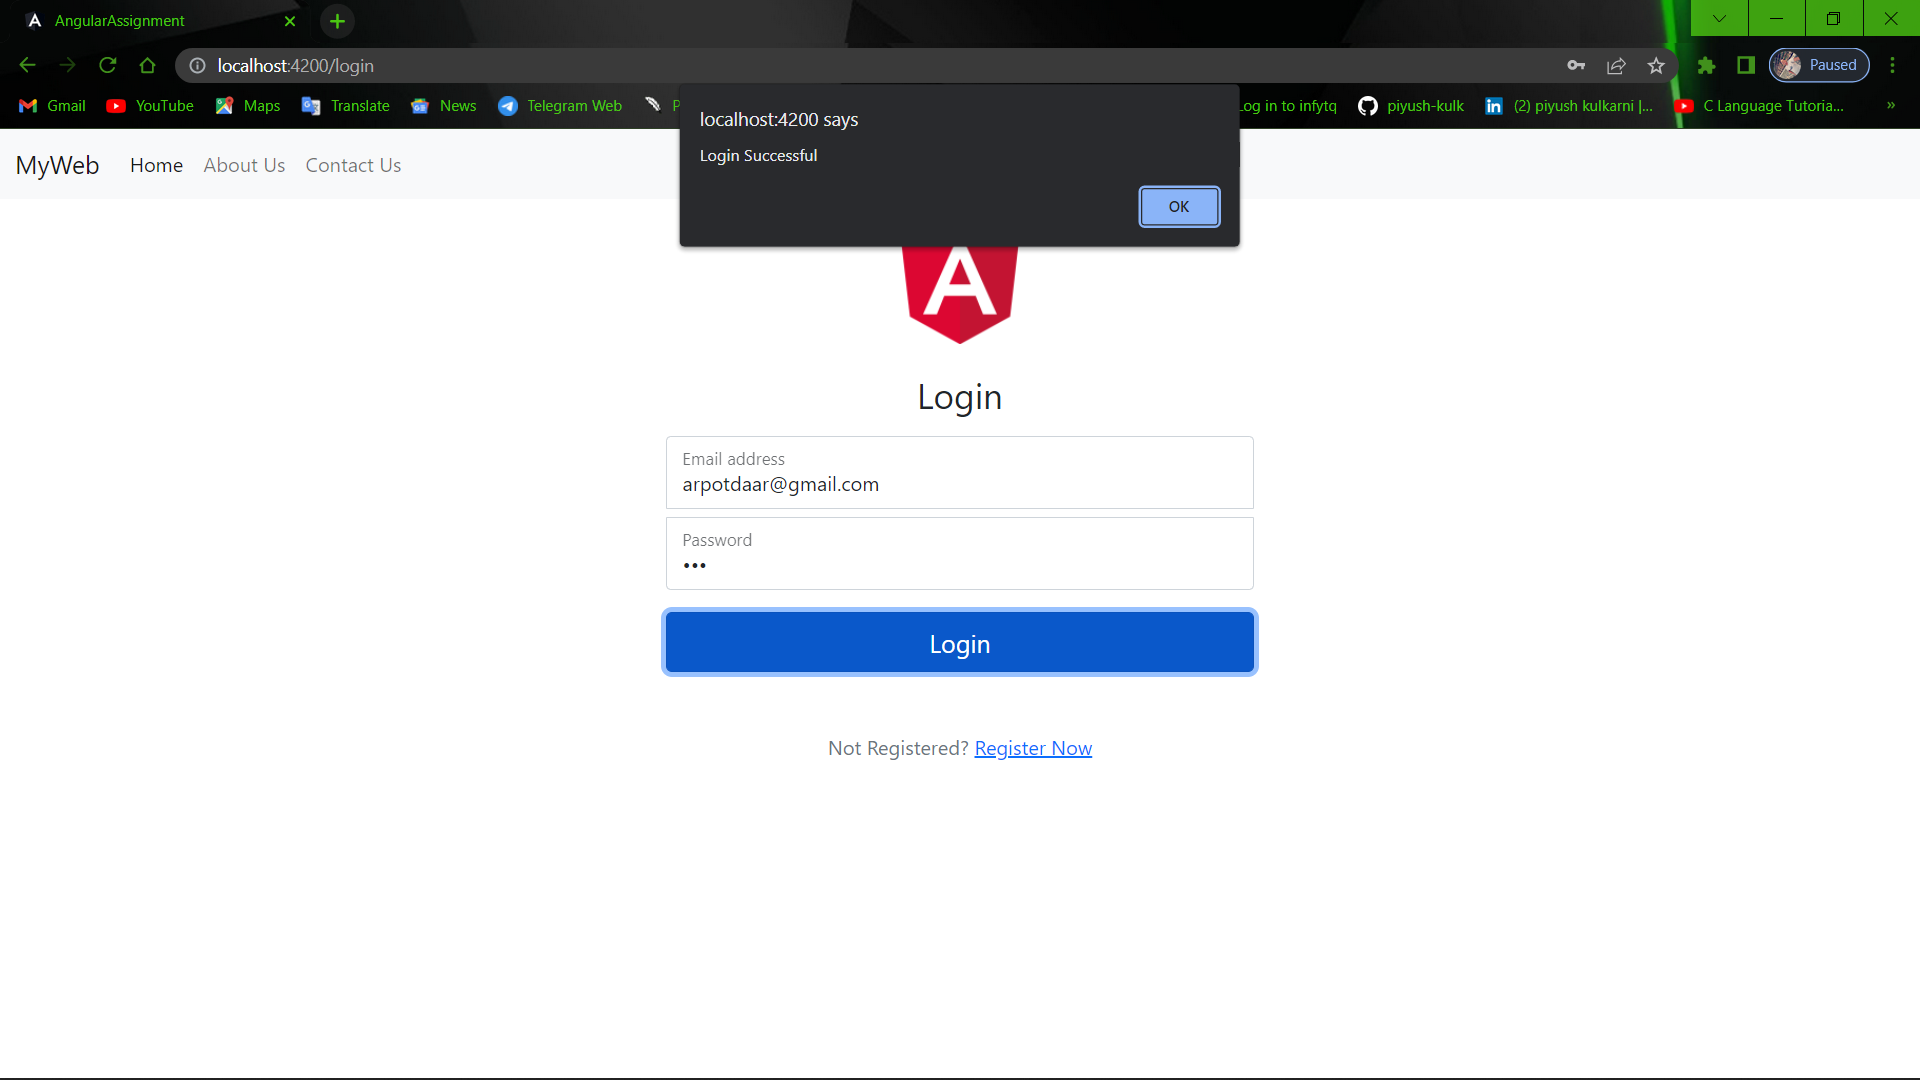 AngularAssignment
localhost:4200/login
Paused
Gmail YouTube Maps Translate News Telegram Web P Log in to infytq piyush-kulk (2) piyush kulkarni |... C Language Tutoria... »
localhost:4200 says
Login Successful
OK
MyWeb Home About Us Contact Us
A
Login
Email address
arpotdaar@gmail.com
Password
•••
Login
Not Registered? Register Now